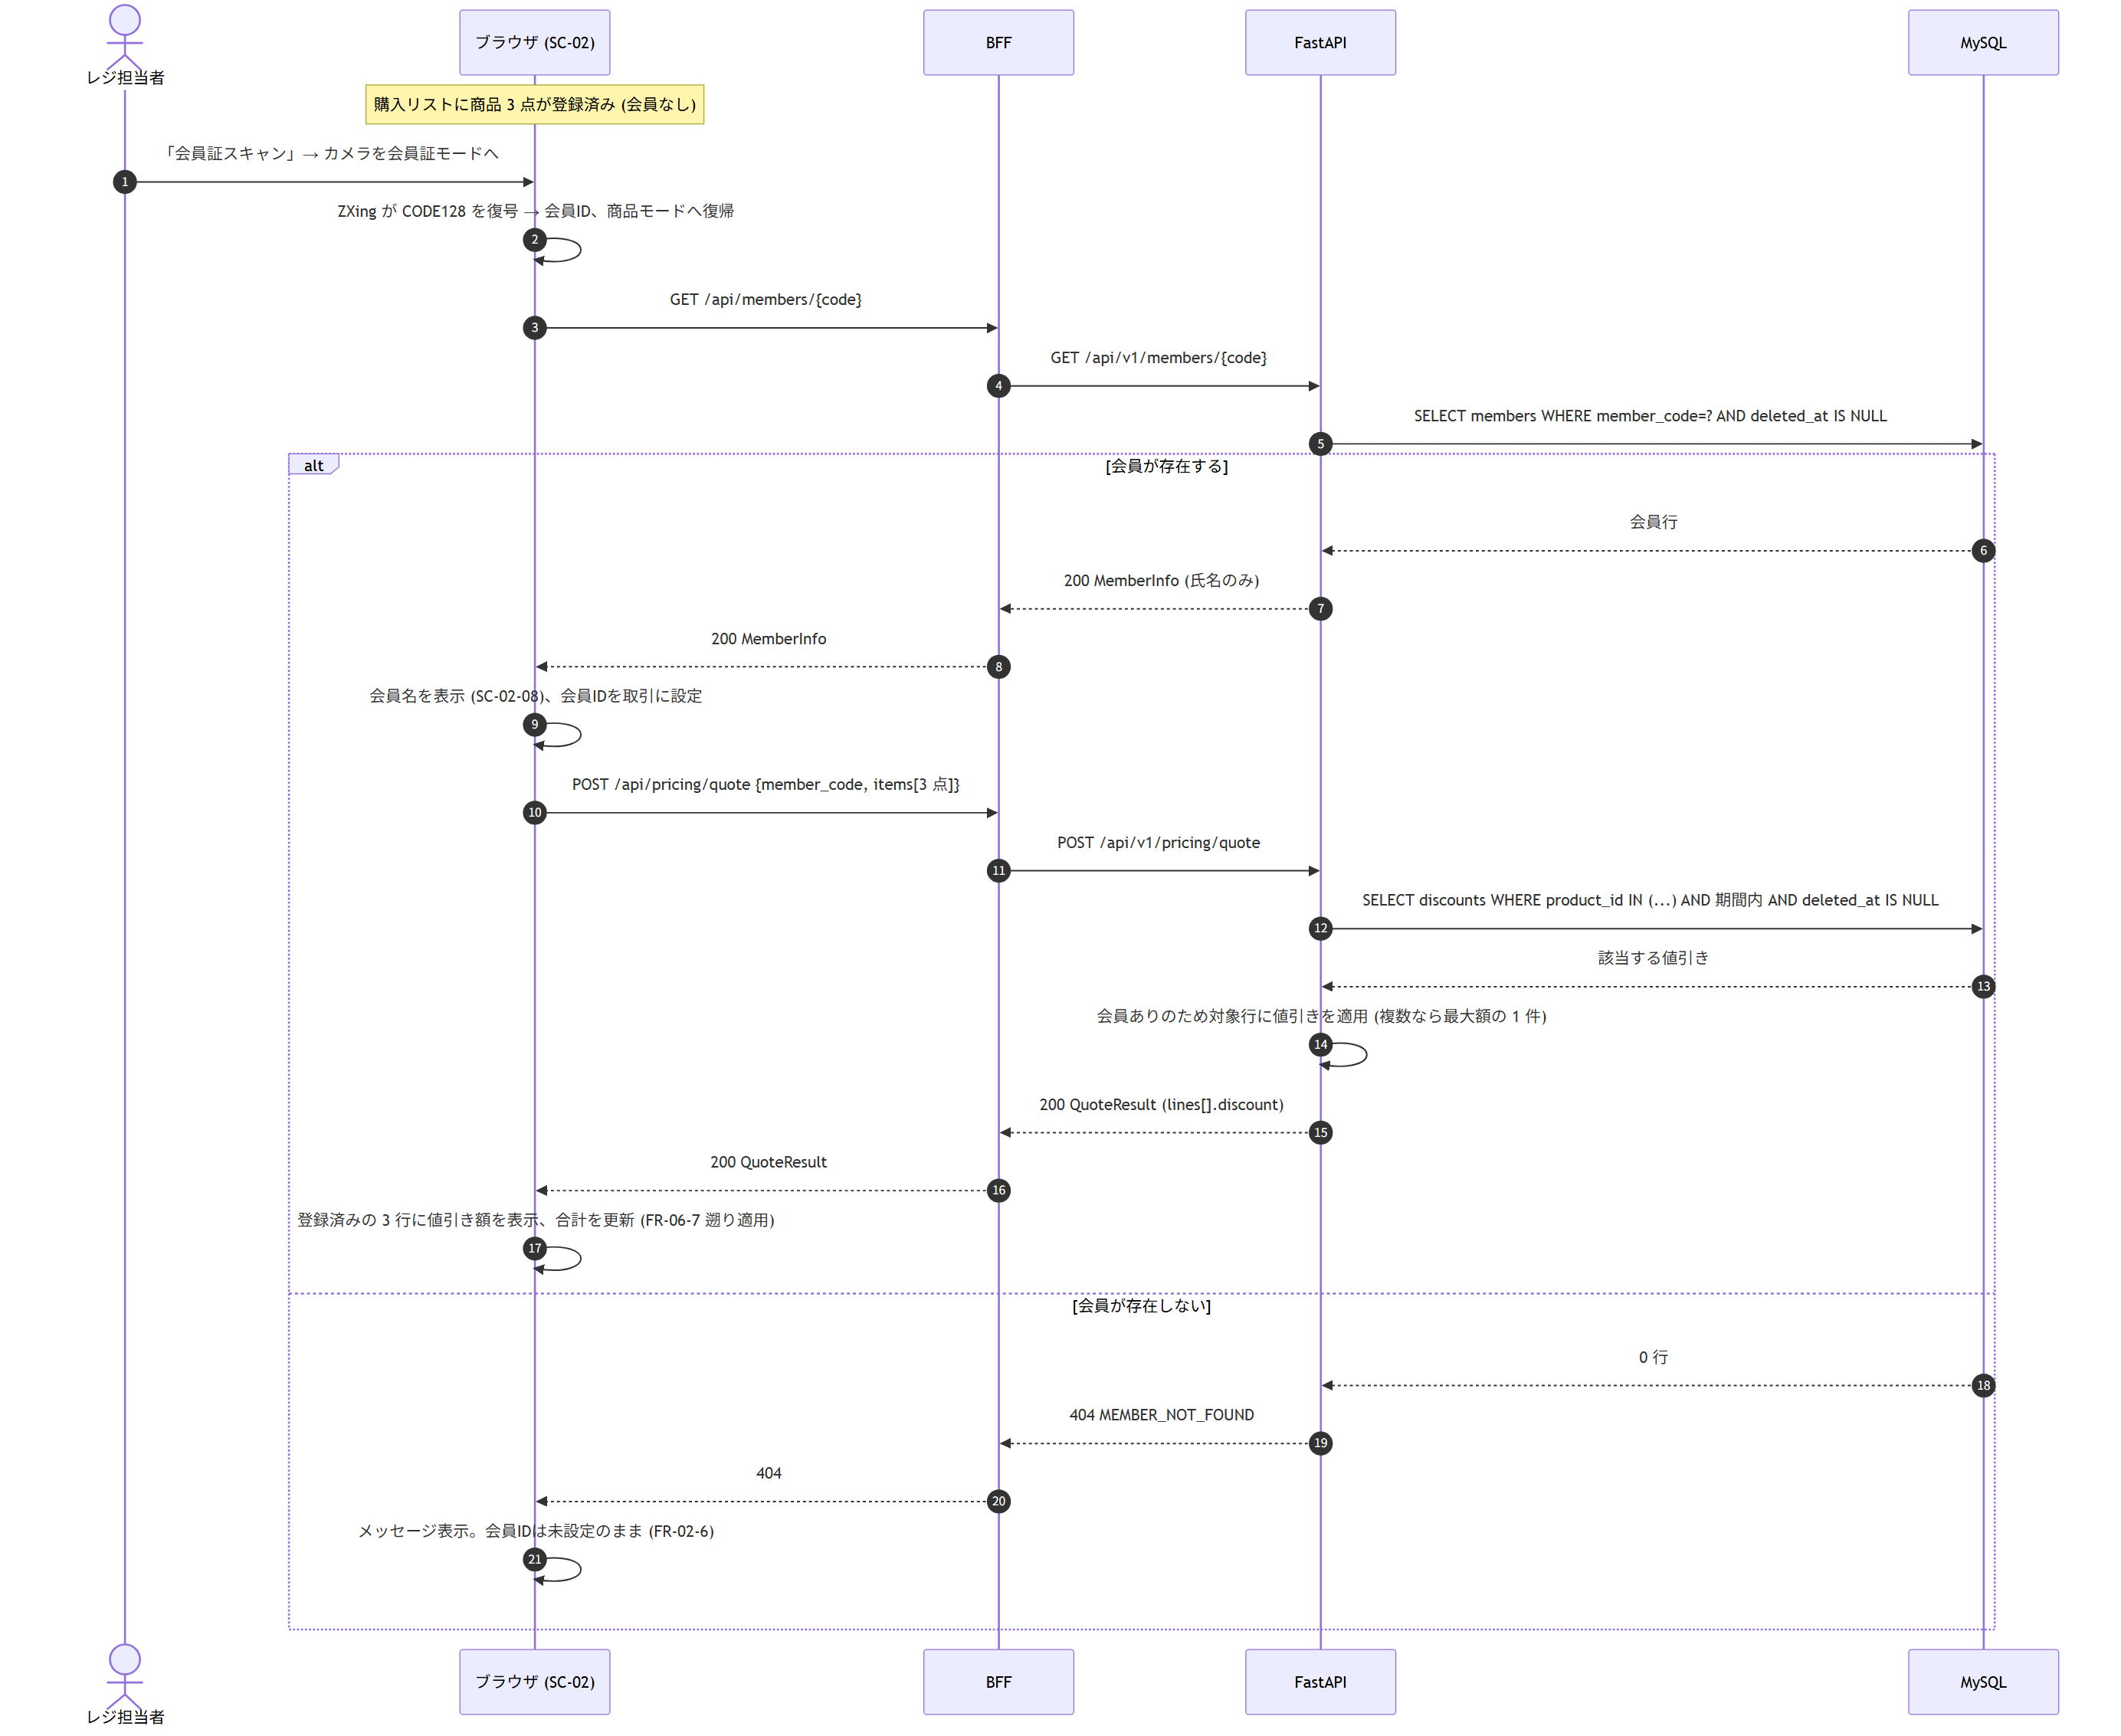 レジ担当者
ブラウザ (SC-02)
BFF
FastAPI
MySQL
購入リストに商品 3 点が登録済み (会員なし)
「会員証スキャン」→ カメラを会員証モードへ
1
ZXing が CODE128 を復号 → 会員ID、商品モードへ復帰
2
GET /api/members/{code}
3
GET /api/v1/members/{code}
4
SELECT members WHERE member_code=? AND deleted_at IS NULL
5
alt
[会員が存在する]
会員行
6
200 MemberInfo (氏名のみ)
7
200 MemberInfo
8
会員名を表示 (SC-02-08)、会員IDを取引に設定
9
POST /api/pricing/quote {member_code, items[3 点]}
10
POST /api/v1/pricing/quote
11
SELECT discounts WHERE product_id IN (...) AND 期間内 AND deleted_at IS NULL
12
該当する値引き
13
会員ありのため対象行に値引きを適用 (複数なら最大額の 1 件)
14
200 QuoteResult (lines[].discount)
15
200 QuoteResult
16
登録済みの 3 行に値引き額を表示、合計を更新 (FR-06-7 遡り適用)
17
[会員が存在しない]
0 行
18
404 MEMBER_NOT_FOUND
19
404
20
メッセージ表示。会員IDは未設定のまま (FR-02-6)
21
レジ担当者
ブラウザ (SC-02)
BFF
FastAPI
MySQL